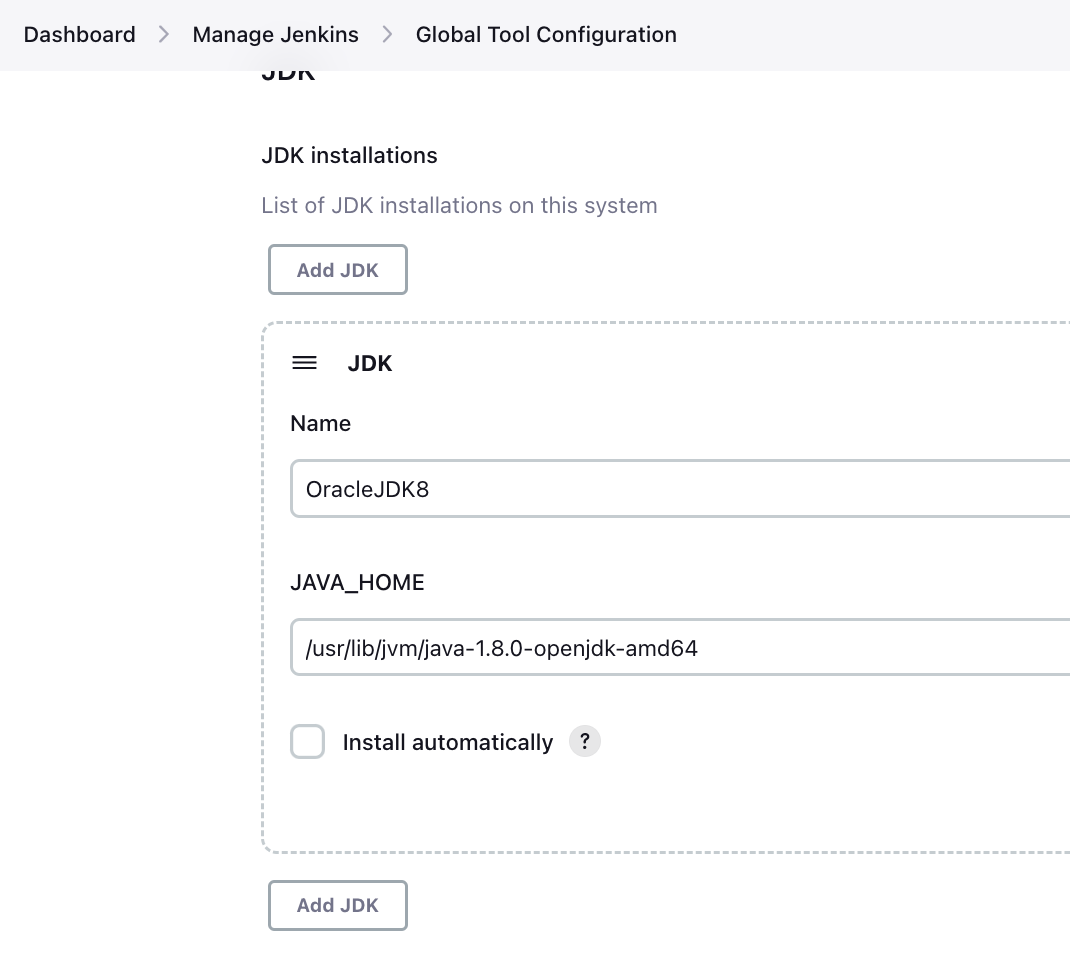 Dashboard > Manage Jenkins > Global Tool Configuration
JDK
JDK installations
List of JDK installations on this system
Add JDK
JDK
Name
OracleJDK8
JAVA_HOME
/usr/lib/jvm/java-1.8.0-openjdk-amd64
Install automatically ?
Add JDK